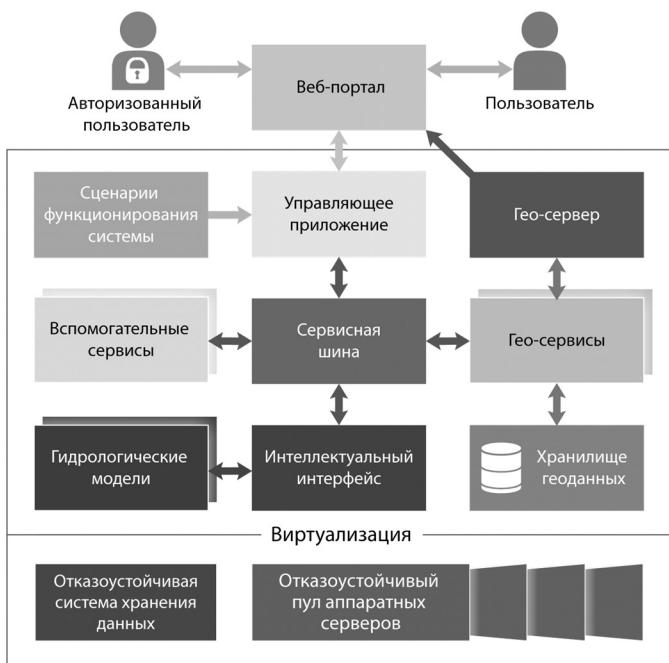 Авторизованный
пользователь
Веб-портал
Пользователь
Сценарии
функционирования
системы
Управляющее
приложение
Гео-сервер
Вспомогательные
сервисы
Сервисная
шина
Гео-сервисы
Гидрологические
модели
Интеллектуальный
интерфейс
Хранилище
геоданных
Виртуализация
Отказоустойчивая
система хранения
данных
Отказоустойчивый
пул аппаратных
серверов